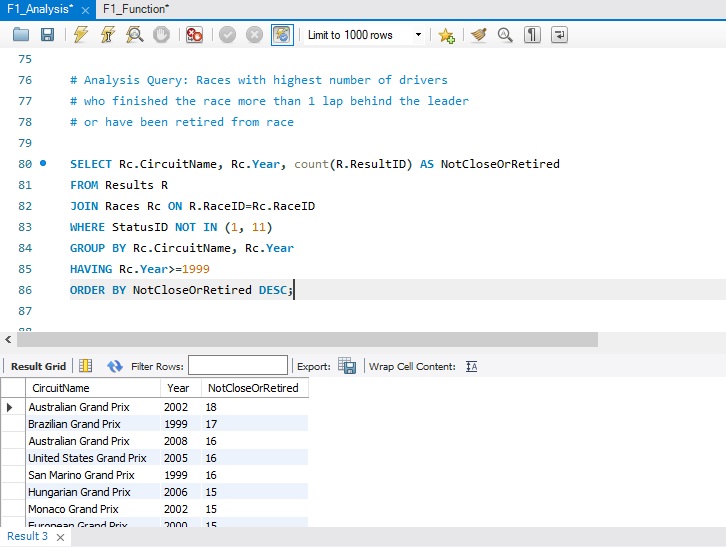 F1_Analysis* × F1_Function*
Limit to 1000 rows
75
76 # Analysis Query: Races with highest number of drivers
77 # who finished the race more than 1 lap behind the leader
78 # or have been retired from race
79
80 SELECT Rc.CircuitName, Rc.Year, count(R.ResultID) AS NotCloseOrRetired
81 FROM Results R
82 JOIN Races Rc ON R.RaceID=Rc.RaceID
83 WHERE StatusID NOT IN (1, 11)
84 GROUP BY Rc.CircuitName, Rc.Year
85 HAVING Rc.Year>=1999
86 ORDER BY NotCloseOrRetired DESC;
87
Result Grid Filter Rows: Export: Wrap Cell Content:
CircuitName Year NotCloseOrRetired
Australian Grand Prix 2002 18
Brazilian Grand Prix 1999 17
Australian Grand Prix 2008 16
United States Grand Prix 2005 16
San Marino Grand Prix 1999 16
Hungarian Grand Prix 2006 15
Monaco Grand Prix 2002 15
European Grand Prix 2000 15
Result 3 ×